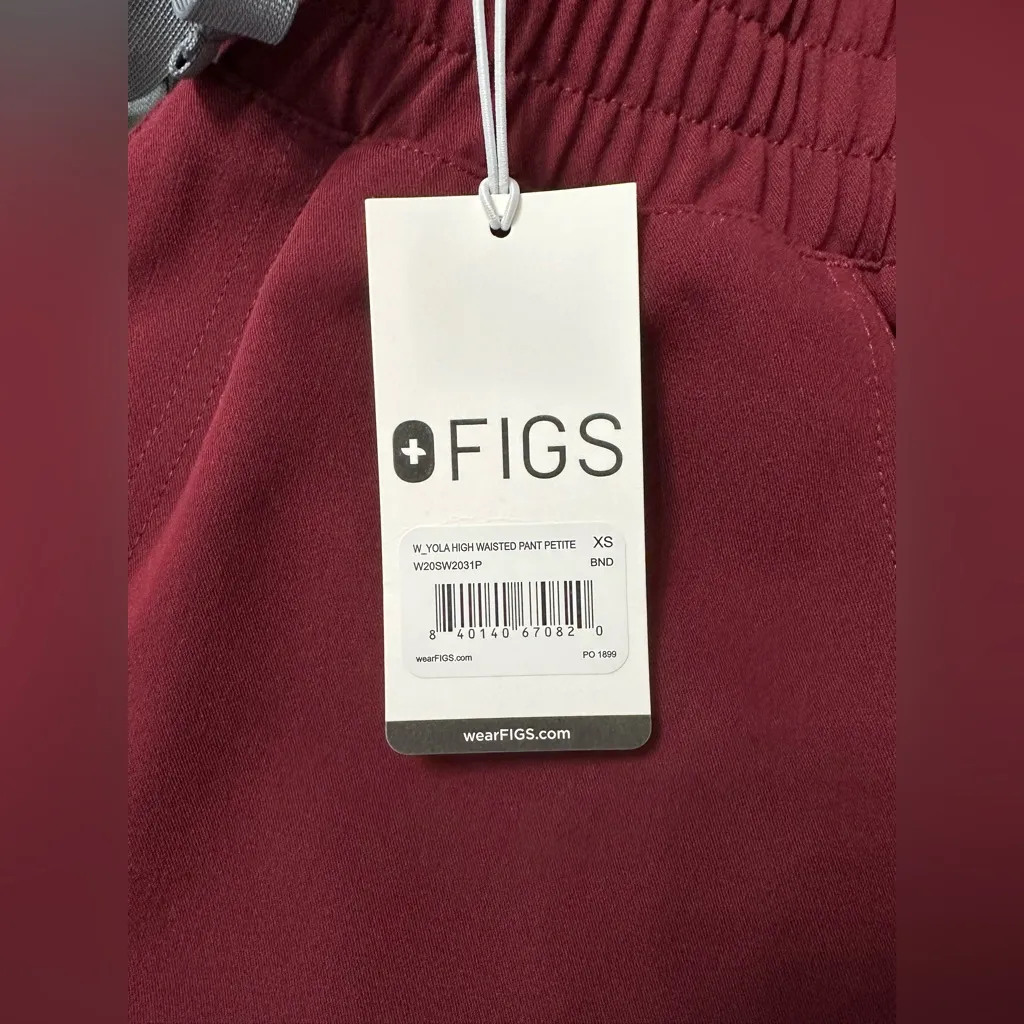 FIGS
W_YOLA HIGH WAISTED PANT PETITE XS
W20SW2031P BND
8 40140 67082 0
wearFIGS.com PO 1899
wearFIGS.com